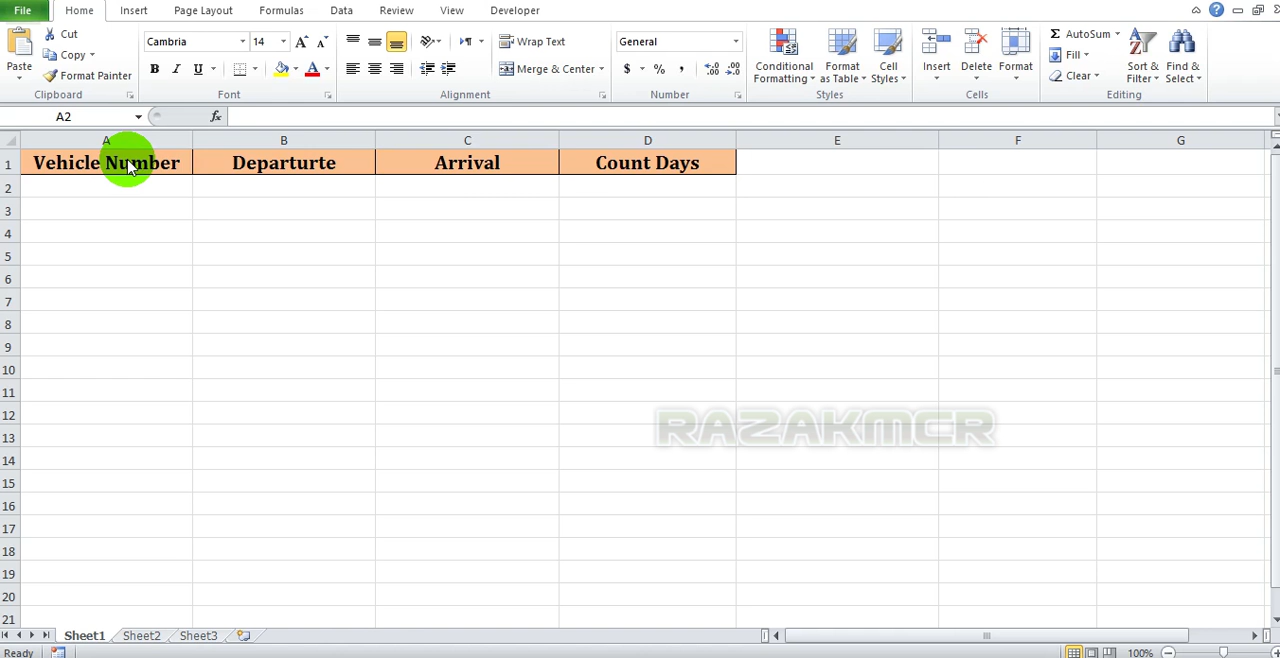 File Home Insert Page Layout Formulas Data Review View Developer
Cut
Copy
Format Painter
Paste
Clipboard
Cambria 14
B I U
Font
Wrap Text
Merge & Center
Alignment
General
$ % ,
Number
Conditional Formatting
Format as Table
Cell Styles
Styles
Insert Delete Format
Cells
AutoSum
Fill
Clear
Sort & Filter
Find & Select
Editing
A2 fx
A B C D E F G
1 Vehicle Number Departurte Arrival Count Days
2
3
4
5
6
7
8
9
10
11
12
13
14
15
16
17
18
19
20
21
RAZAKMCR
Sheet1 Sheet2 Sheet3
Ready 100%